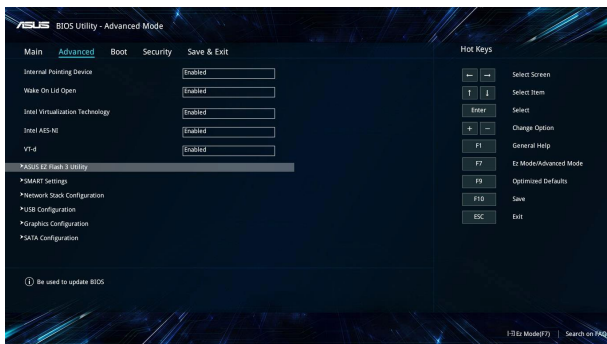 ASUS BIOS Utility - Advanced Mode
Main Advanced Boot Security Save & Exit
Internal Pointing Device Enabled
Wake On Lid Open Enabled
Intel Virtualization Technology Enabled
Intel AES-NI Enabled
VT-d Enabled
ASUS EZ Flash 3 Utility
SMART Settings
Network Stack Configuration
USB Configuration
Graphics Configuration
SATA Configuration
Be used to update BIOS
Hot Keys
← → Select Screen
↑ ↓ Select Item
Enter Select
+ − Change Option
F1 General Help
F7 Ez Mode/Advanced Mode
F9 Optimized Defaults
F10 Save
ESC Exit
Ez Mode(F7) | Search on FAQ